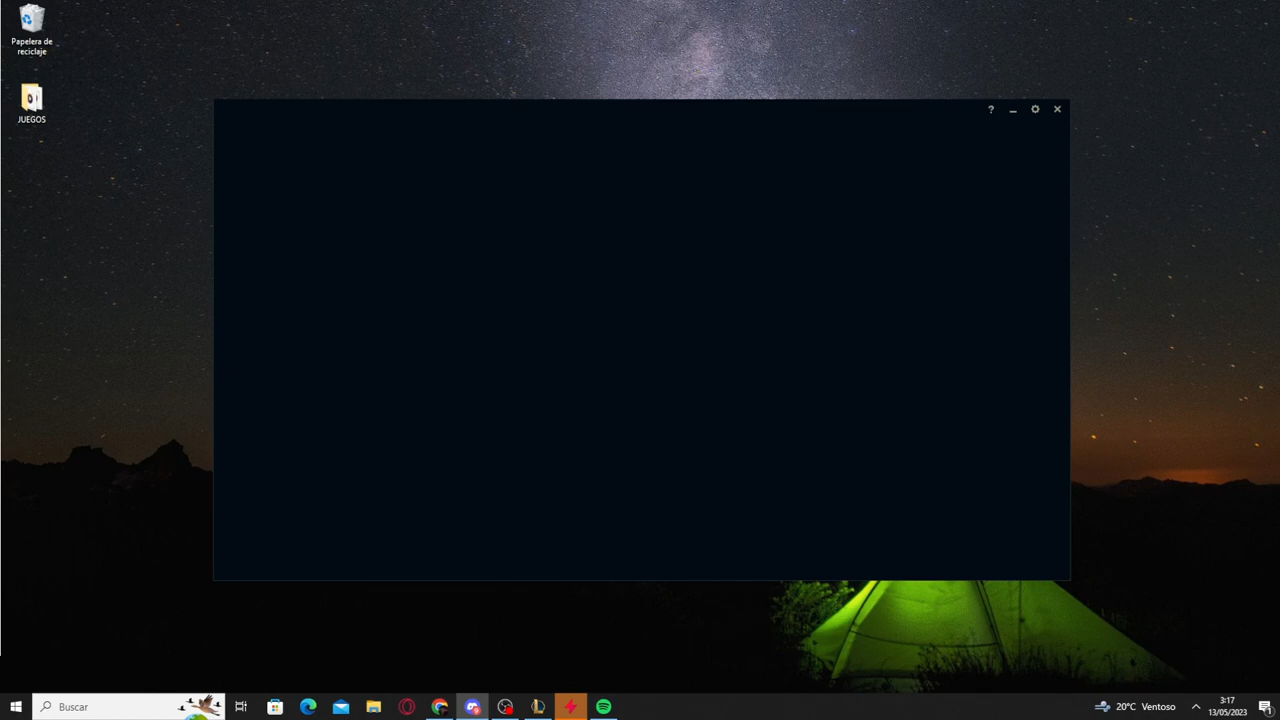 Papelera de
reciclaje
JUEGOS
?
Buscar
20°C Ventoso
3:17
13/05/2023